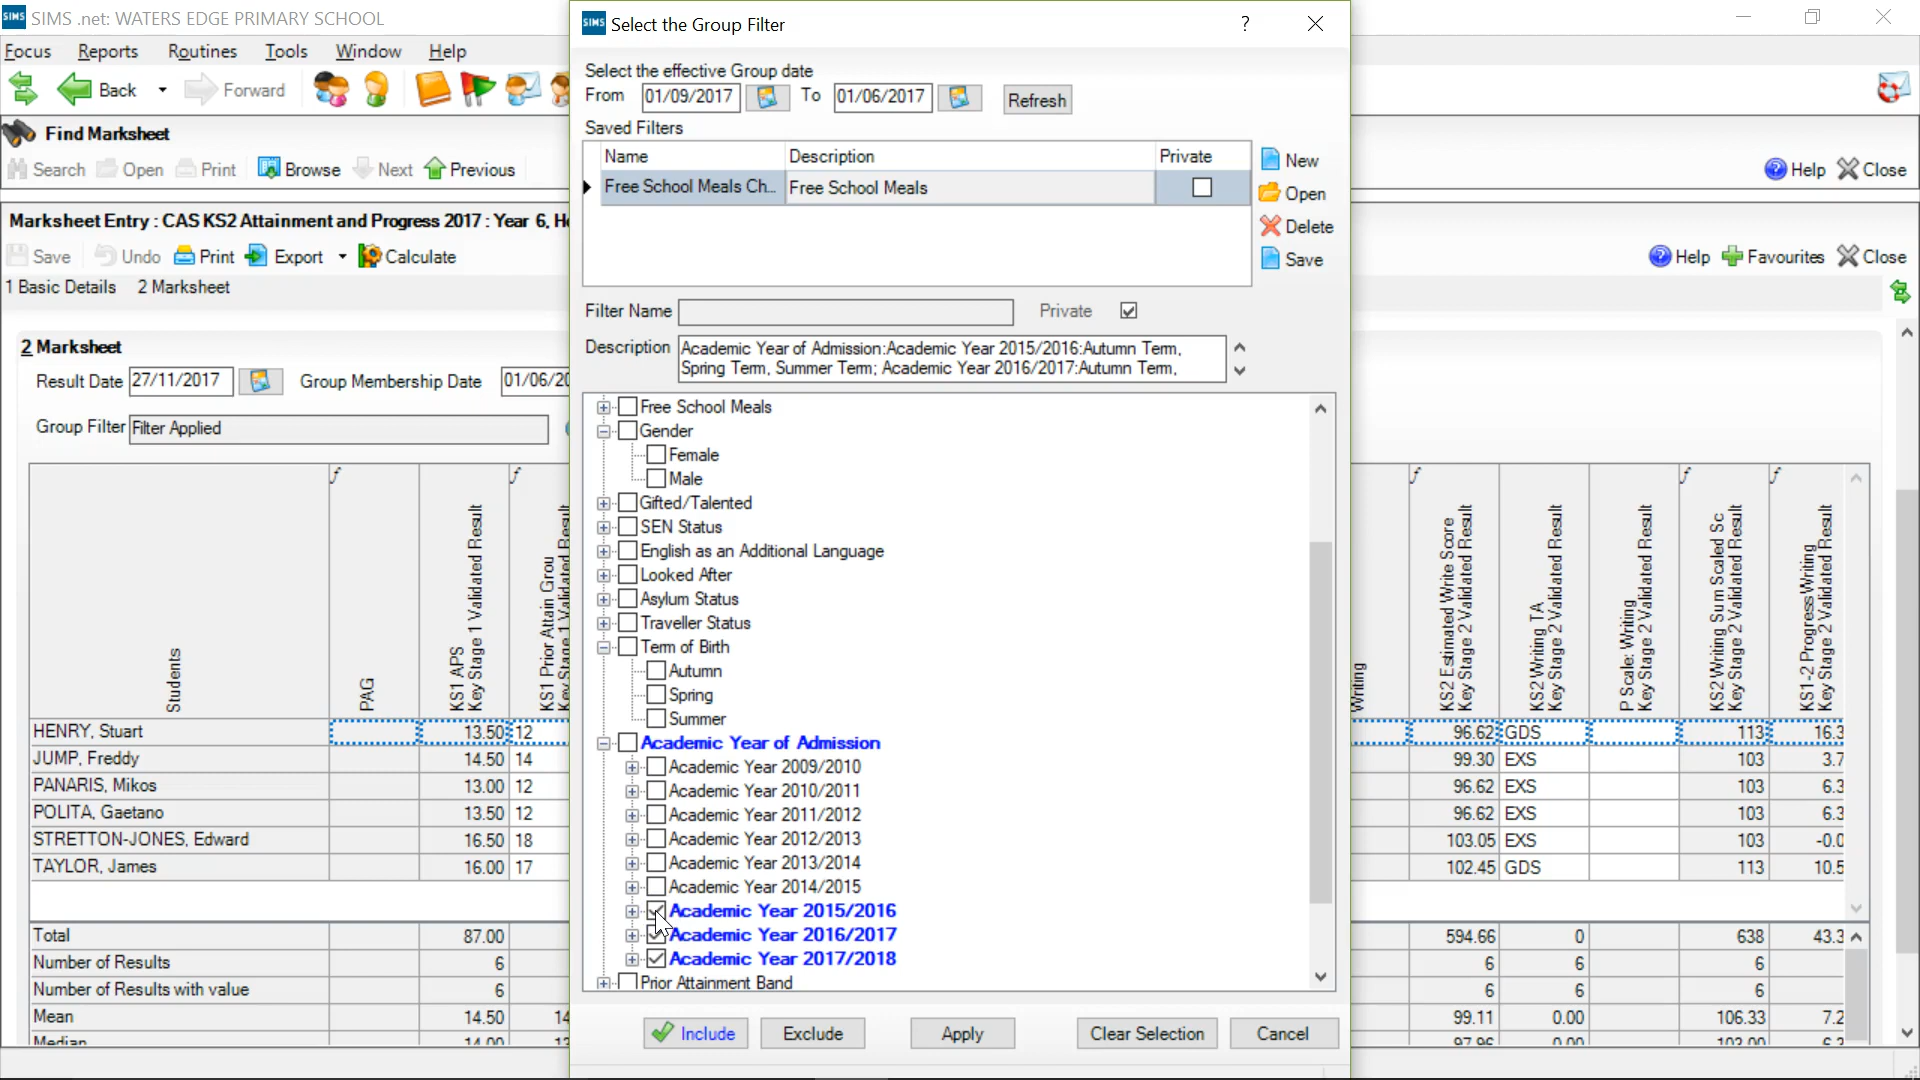 SIMS .net: WATERS EDGE PRIMARY SCHOOL
Focus Reports Routines Tools Window Help
Back Forward
Find Marksheet
Search Open Print Browse Next Previous
Help Close
Marksheet Entry : CAS KS2 Attainment and Progress 2017 : Year 6, He
Save Undo Print Export Calculate
Help Favourites Close
1 Basic Details 2 Marksheet
2 Marksheet
Result Date 27/11/2017 Group Membership Date 01/06/20
Group Filter Filter Applied
Students
PAG
KS1 APS
Key Stage 1 Validated Result
KS1 Prior Attain Grou
Key Stage 1 Validated Result
HENRY, Stuart 13.50 12
JUMP, Freddy 14.50 14
PANARIS, Mikos 13.00 12
POLITA, Gaetano 13.50 12
STRETTON-JONES, Edward 16.50 18
TAYLOR, James 16.00 17
Total 87.00
Number of Results 6
Number of Results with value 6
Mean 14.50 14
Median 14.00 13
SIMS Select the Group Filter ?
Select the effective Group date
From 01/09/2017 To 01/06/2017 Refresh
Saved Filters
Name Description Private
Free School Meals Ch... Free School Meals
New
Open
Delete
Save
Filter Name Private
Description Academic Year of Admission:Academic Year 2015/2016:Autumn Term,
Spring Term, Summer Term; Academic Year 2016/2017:Autumn Term,
Free School Meals
Gender
Female
Male
Gifted/Talented
SEN Status
English as an Additional Language
Looked After
Asylum Status
Traveller Status
Term of Birth
Autumn
Spring
Summer
Academic Year of Admission
Academic Year 2009/2010
Academic Year 2010/2011
Academic Year 2011/2012
Academic Year 2012/2013
Academic Year 2013/2014
Academic Year 2014/2015
Academic Year 2015/2016
Academic Year 2016/2017
Academic Year 2017/2018
Prior Attainment Band
Include Exclude Apply Clear Selection Cancel
Writing
KS2 Estimated Write Score
Key Stage 2 Validated Result
KS2 Writing TA
Key Stage 2 Validated Result
P Scale: Writing
Key Stage 2 Validated Result
KS2 Writing Sum Scaled Sc
Key Stage 2 Validated Result
KS1-2 Progress Writing
Key Stage 2 Validated Result
96.62 GDS 113 16.3
99.30 EXS 103 3.7
96.62 EXS 103 6.3
96.62 EXS 103 6.3
103.05 EXS 103 -0.0
102.45 GDS 113 10.5
594.66 0 638 43.3
6 6 6
6 6 6
99.11 0.00 106.33 7.2
97.96 0.00 103.00 6.3